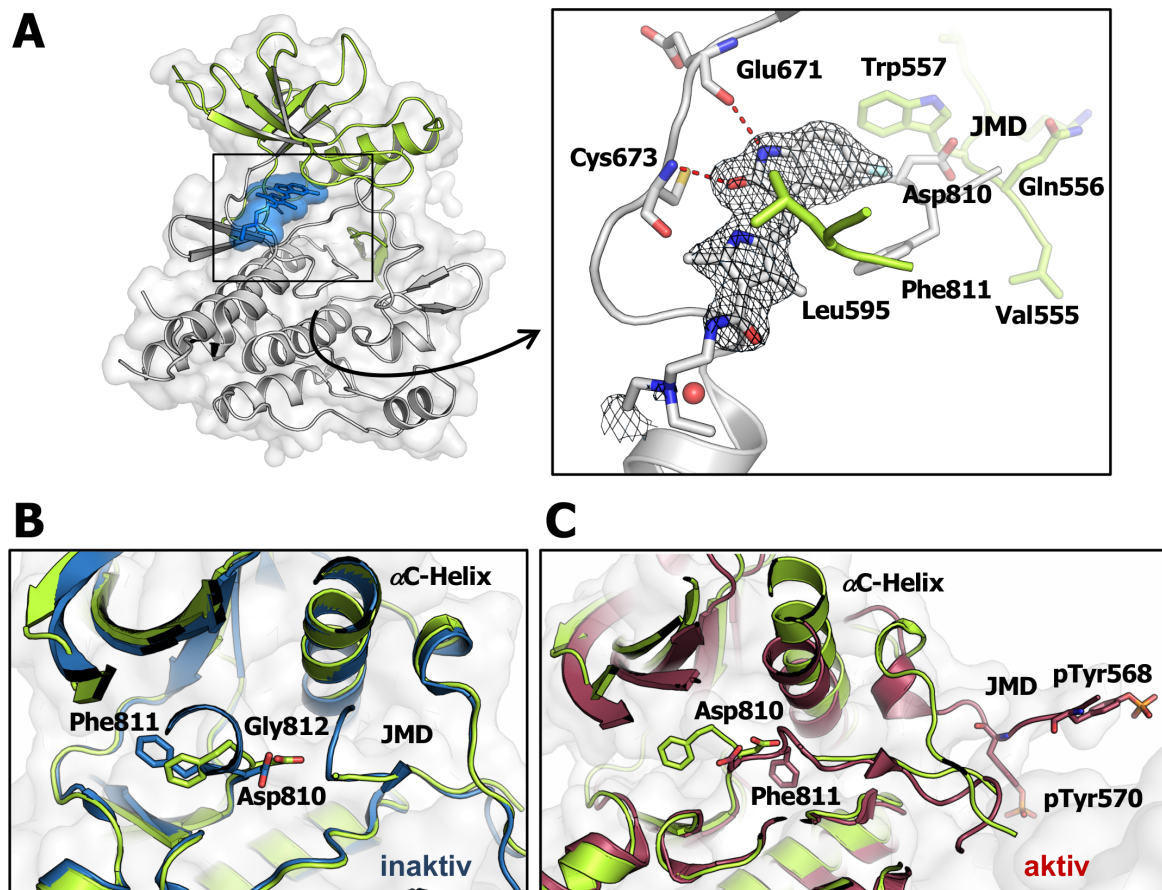 A
Glu671
Trp557
JMD
Cys673
Asp810
Gln556
Phe811
Leu595
Val555
B
C
αC-Helix
Phe811
Gly812
JMD
Asp810
inaktiv
αC-Helix
JMD
pTyr568
Asp810
Phe811
pTyr570
aktiv